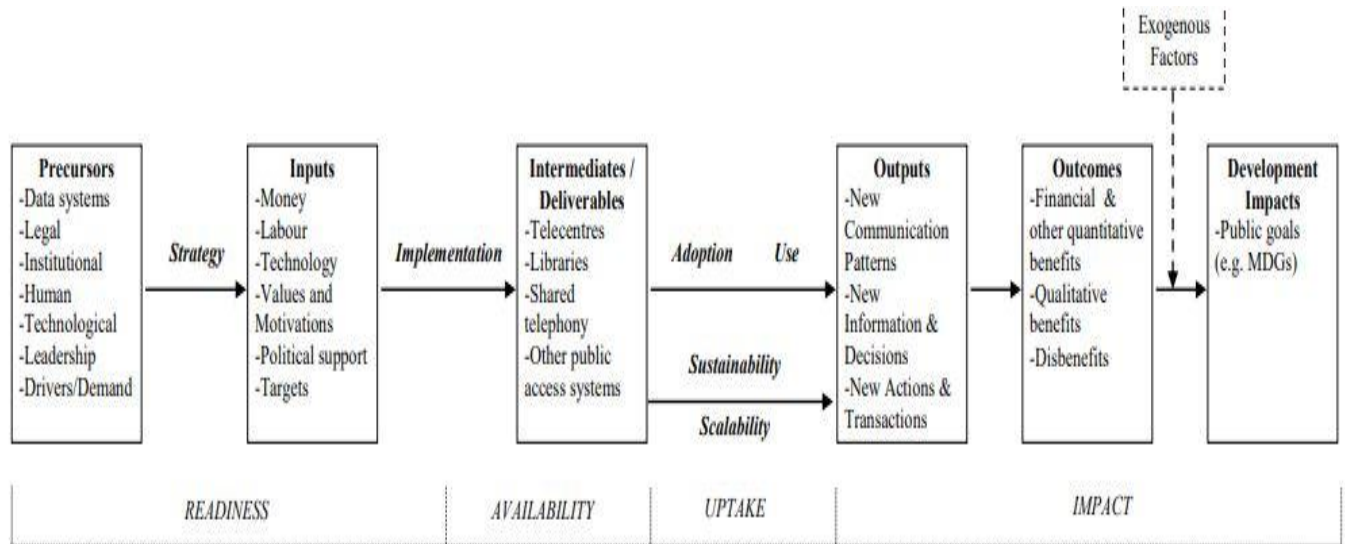 Exogenous
Factors
Precursors
-Data systems
-Legal
-Institutional
-Human
-Technological
-Leadership
-Drivers/Demand
Strategy
Inputs
-Money
-Labour
-Technology
-Values and
Motivations
-Political support
-Targets
Implementation
Intermediates /
Deliverables
-Telecentres
-Libraries
-Shared
telephony
-Other public
access systems
Adoption Use
Sustainability
Scalability
Outputs
-New
Communication
Patterns
-New
Information &
Decisions
-New Actions &
Transactions
Outcomes
-Financial &
other quantitative
benefits
-Qualitative
benefits
-Disbenefits
Development
Impacts
-Public goals
(e.g. MDGs)
READINESS
AVAILABILITY
UPTAKE
IMPACT